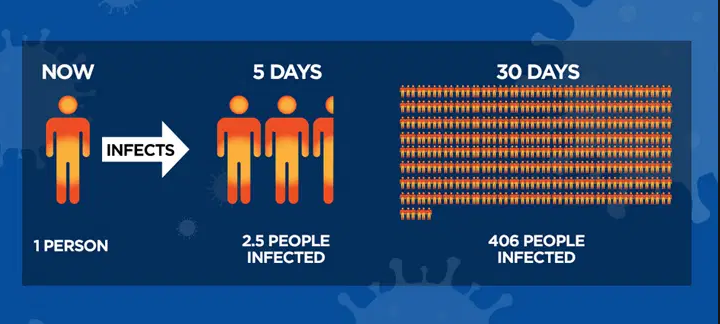 NOW
INFECTS
1 PERSON
5 DAYS
2.5 PEOPLE
INFECTED
30 DAYS
406 PEOPLE
INFECTED